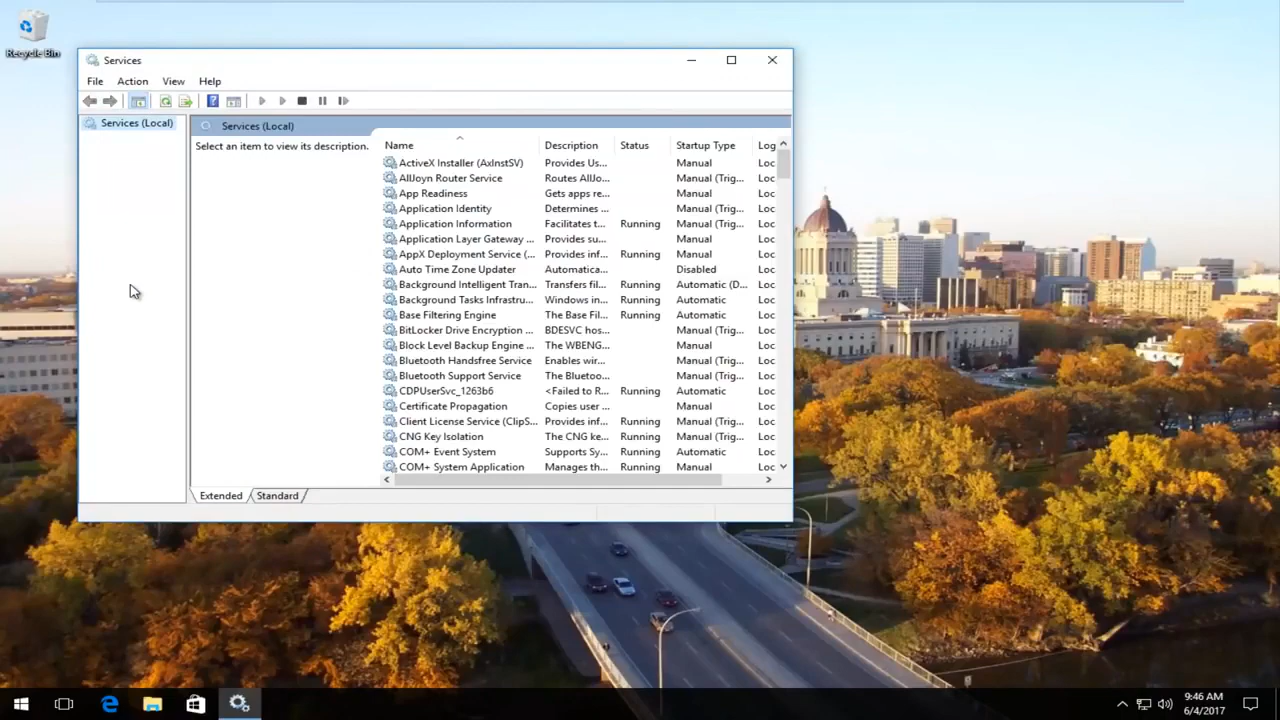 Recycle Bin
Services
File Action View Help
Services (Local)
Services (Local)
Select an item to view its description.
Name Description Status Startup Type Log
ActiveX Installer (AxInstSV) Provides Us... Manual Loc
AllJoyn Router Service Routes AllJo... Manual (Trig... Loc
App Readiness Gets apps re... Manual Loc
Application Identity Determines ... Manual (Trig... Loc
Application Information Facilitates t... Running Manual (Trig... Loc
Application Layer Gateway ... Provides su... Manual Loc
AppX Deployment Service (... Provides inf... Running Manual Loc
Auto Time Zone Updater Automatica... Disabled Loc
Background Intelligent Tran... Transfers fil... Running Automatic (D... Loc
Background Tasks Infrastru... Windows in... Running Automatic Loc
Base Filtering Engine The Base Fil... Running Automatic Loc
BitLocker Drive Encryption ... BDESVC hos... Manual (Trig... Loc
Block Level Backup Engine ... The WBENG... Manual Loc
Bluetooth Handsfree Service Enables wir... Manual (Trig... Loc
Bluetooth Support Service The Bluetoo... Manual (Trig... Loc
CDPUserSvc_1263b6 <Failed to R... Running Automatic Loc
Certificate Propagation Copies user ... Manual Loc
Client License Service (ClipS... Provides inf... Running Manual (Trig... Loc
CNG Key Isolation The CNG ke... Running Manual (Trig... Loc
COM+ Event System Supports Sy... Running Automatic Loc
COM+ System Application Manages th... Running Manual Loc
Extended Standard
9:46 AM
6/4/2017